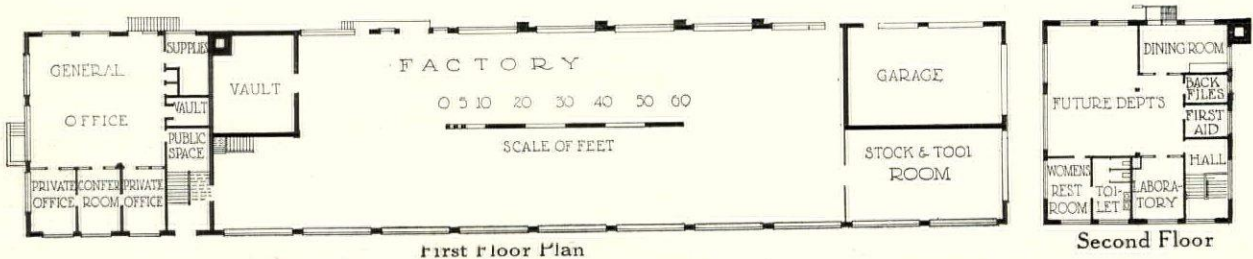 GENERAL
OFFICE
SUPPLIES
VAULT
PUBLIC
SPACE
PRIVATE
OFFICE
CONFER
ROOM
PRIVATE
OFFICE
VAULT
FACTORY
0 5 10 20 30 40 50 60
SCALE OF FEET
GARAGE
STOCK & TOOL
ROOM
First Floor Plan
DINING ROOM
BACK
FILES
FUTURE DEPTS
FIRST
AID
HALL
WOMENS
REST
ROOM
TOI-
LET
LABORA-
TORY
Second Floor